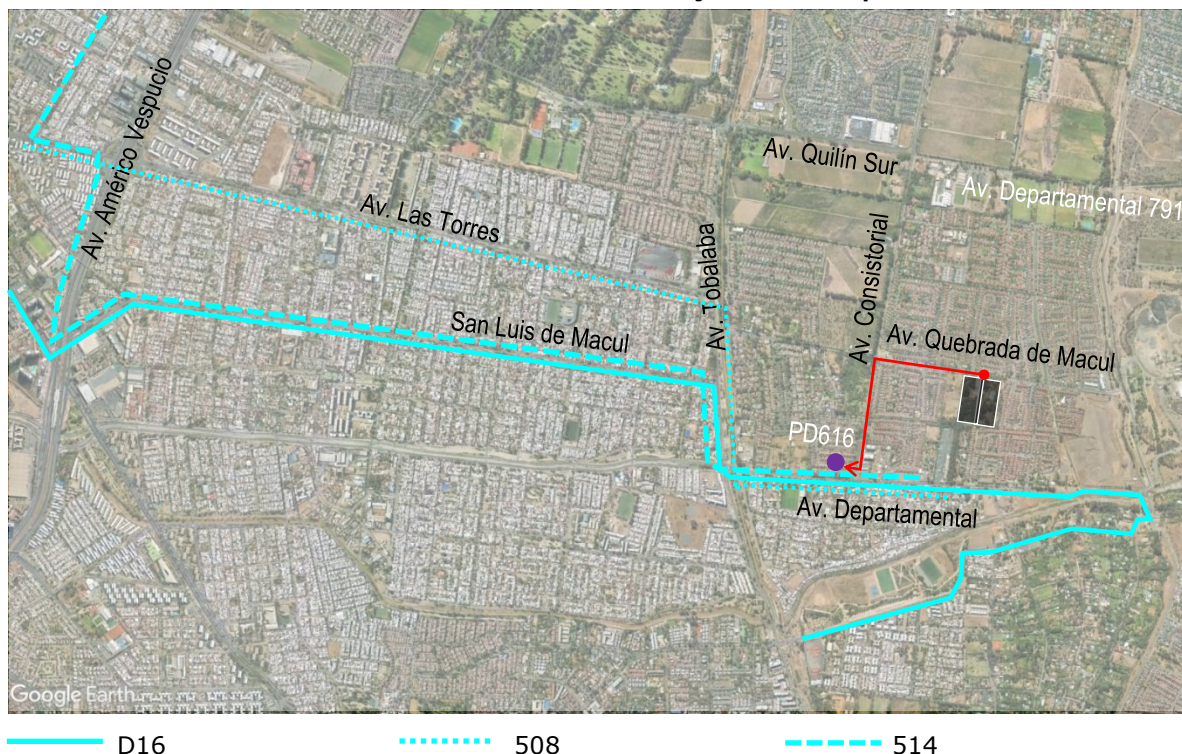 Av. Américo Vespucio
Av. Quilín Sur
Av. Departamental 791
Av. Las Torres
Av. Tobalaba
Av. Consistorial
San Luis de Macul
Av. Quebrada de Macul
PD616
Av. Departamental
Google Earth
D16
508
514